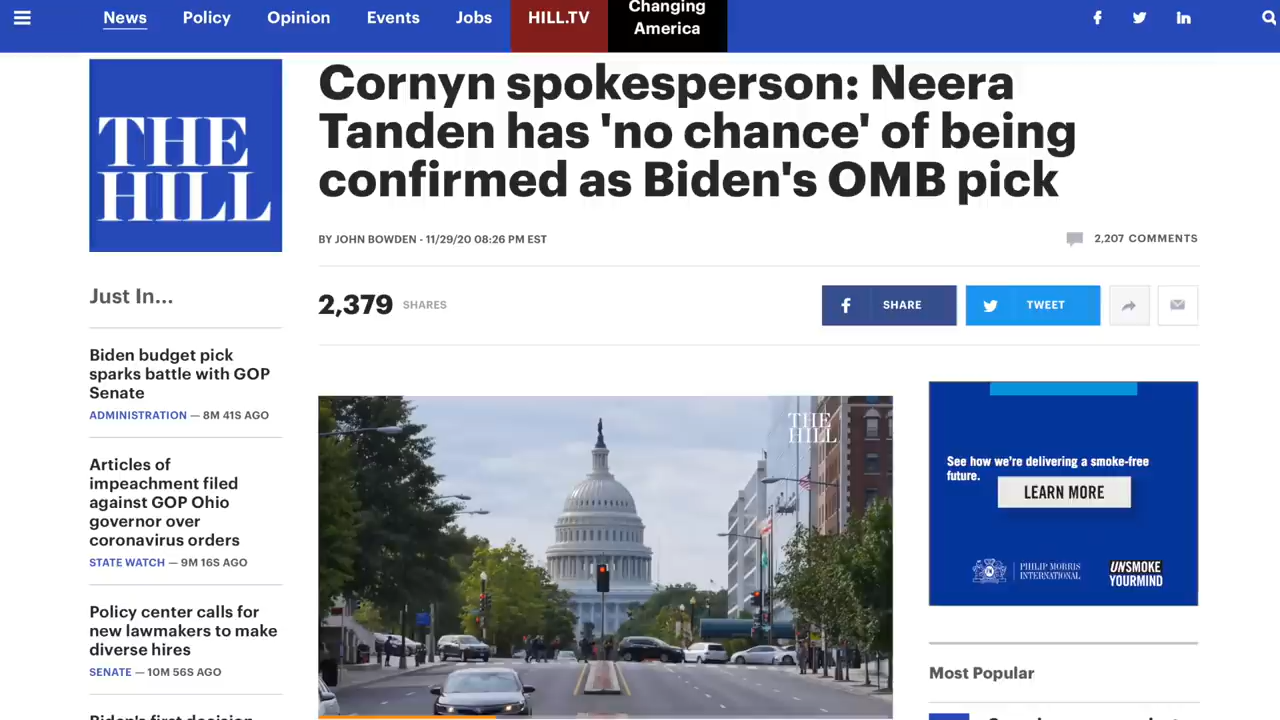 News
Policy
Opinion
Events
Jobs
HILL.TV
Changing
America
THE
HILL
Cornyn spokesperson: Neera
Tanden has 'no chance' of being
confirmed as Biden's OMB pick
BY JOHN BOWDEN - 11/29/20 08:26 PM EST
2,207 COMMENTS
2,379 SHARES
SHARE
TWEET
Just In...
Biden budget pick
sparks battle with GOP
Senate
ADMINISTRATION — 8M 41S AGO
Articles of
impeachment filed
against GOP Ohio
governor over
coronavirus orders
STATE WATCH — 9M 16S AGO
Policy center calls for
new lawmakers to make
diverse hires
SENATE — 10M 56S AGO
Biden's first decision
THE
HILL
See how we're delivering a smoke-free
future.
LEARN MORE
PHILIP MORRIS
INTERNATIONAL
UNSMOKE
YOURMIND
Most Popular